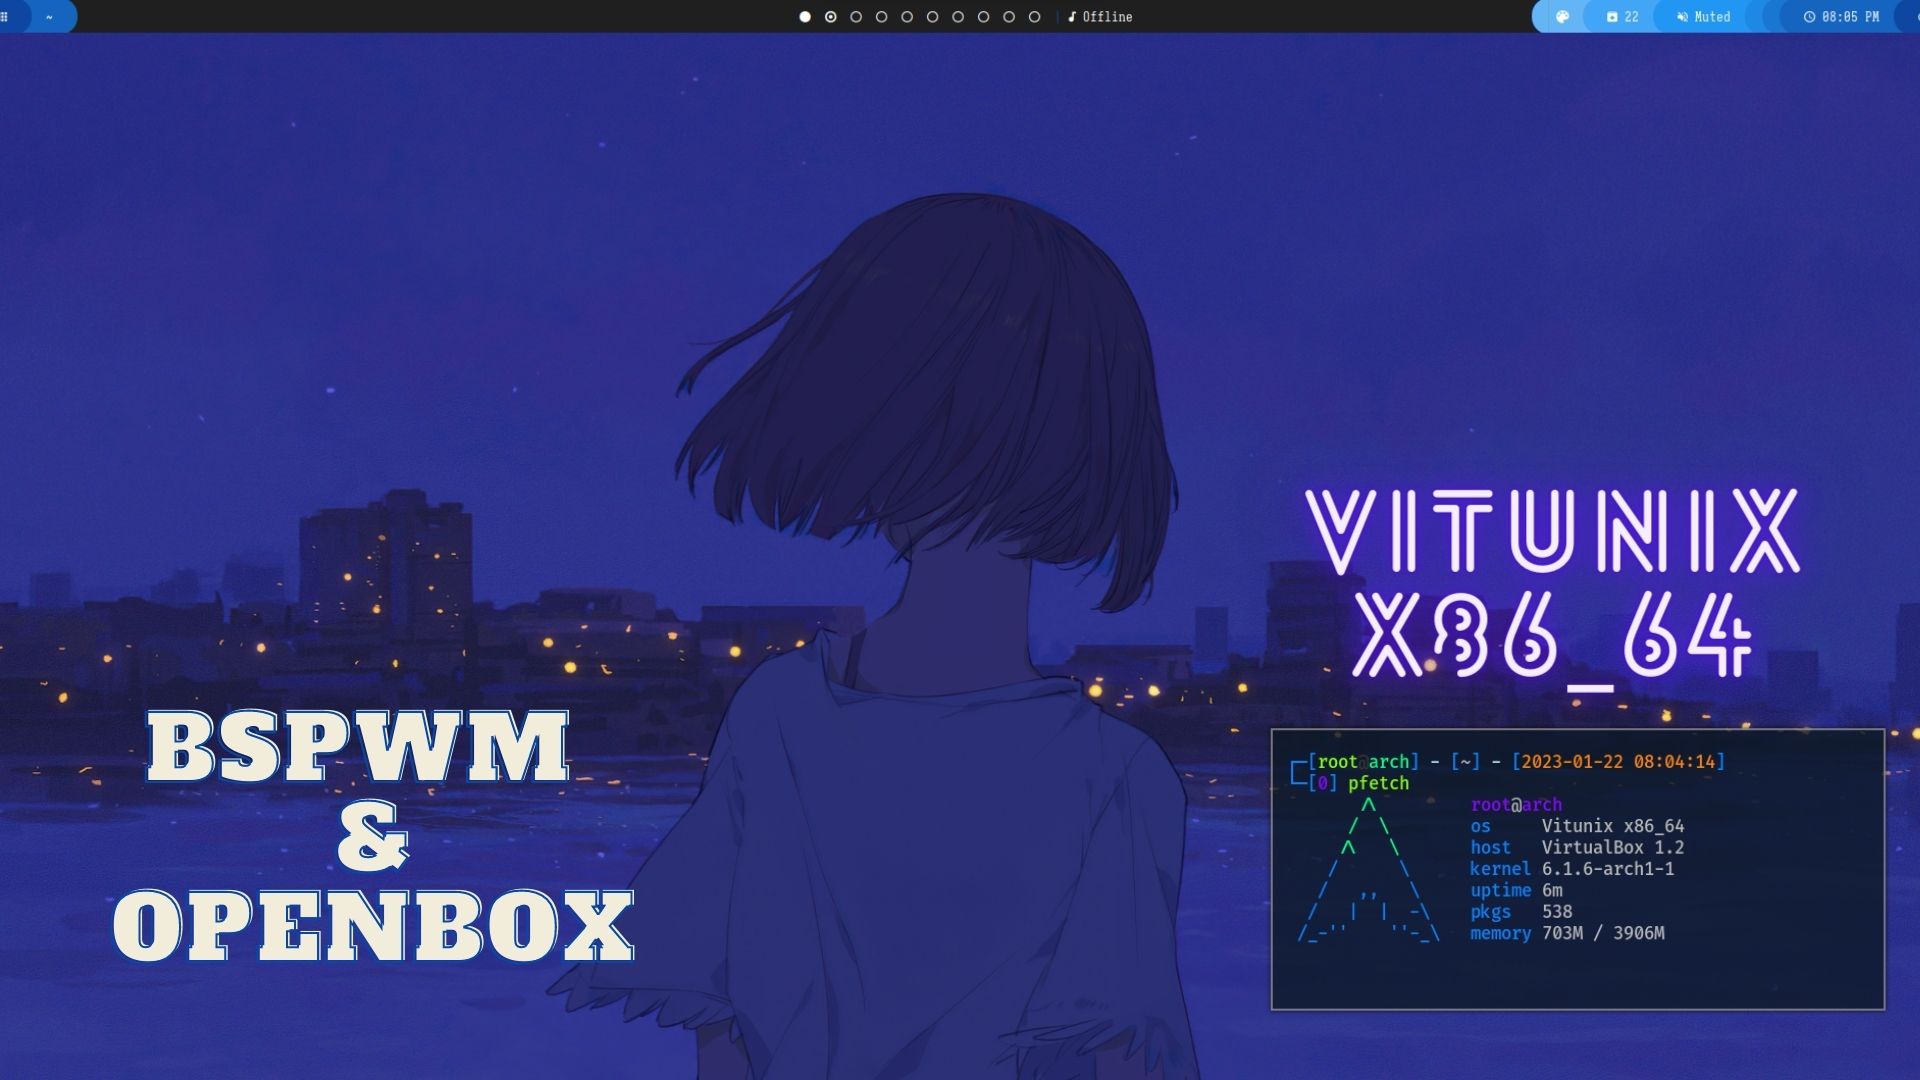 ~
Offline
22
Muted
08:05 PM
VITUNIX
X86_64
BSPWM
&
OPENBOX
┌─[root@arch] - [~] - [2023-01-22 08:04:14]
└─[0] pfetch
root@arch
os Vitunix x86_64
host VirtualBox 1.2
kernel 6.1.6-arch1-1
uptime 6m
pkgs 538
memory 703M / 3906M